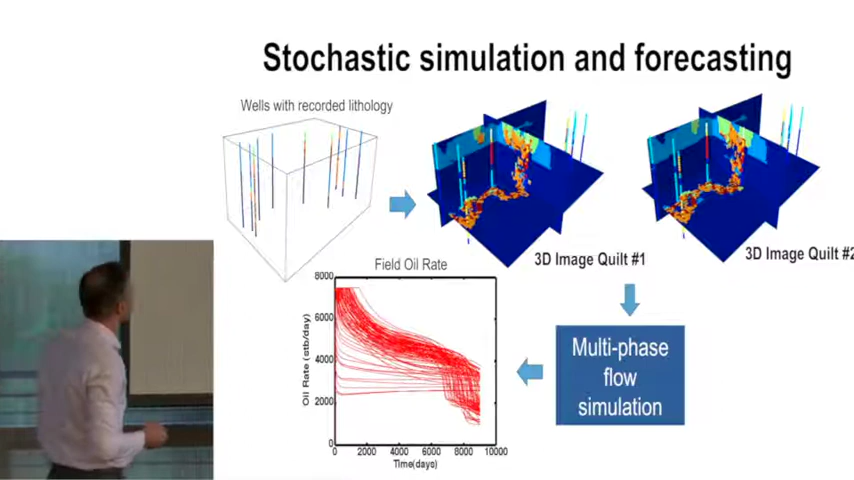 Stochastic simulation and forecasting
Wells with recorded lithology
3D Image Quilt #1
3D Image Quilt #2
Field Oil Rate
8000
6000
4000
2000
0
Oil Rate (stb/day)
0 2000 4000 6000 8000 10000
Time(days)
Multi-phase
flow
simulation